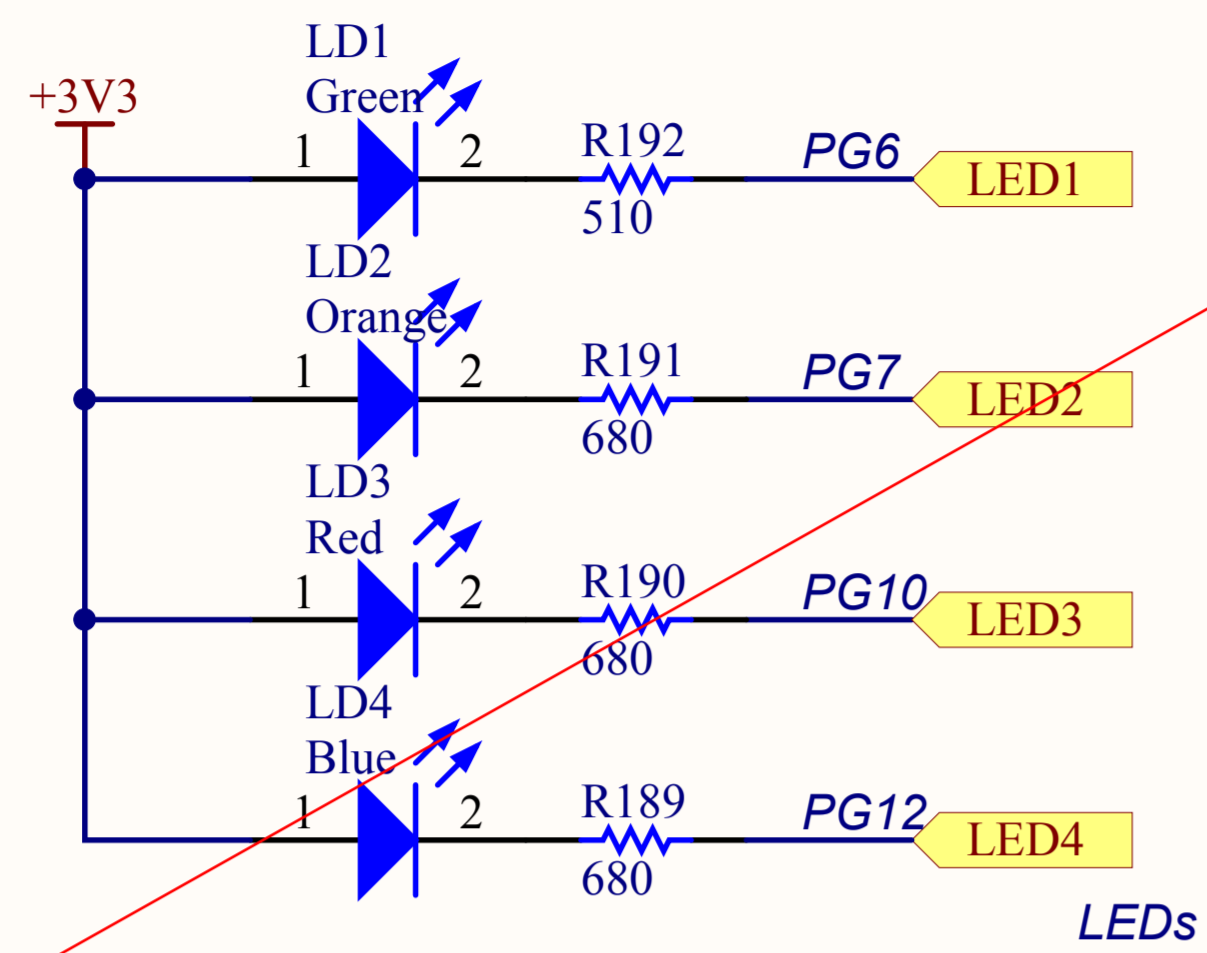 LD1
Green
+3V3
1
2
R192
510
PG6
LED1
LD2
Orange
1
2
R191
680
PG7
LED2
LD3
Red
1
2
R190
680
PG10
LED3
LD4
Blue
1
2
R189
680
PG12
LED4
LEDs